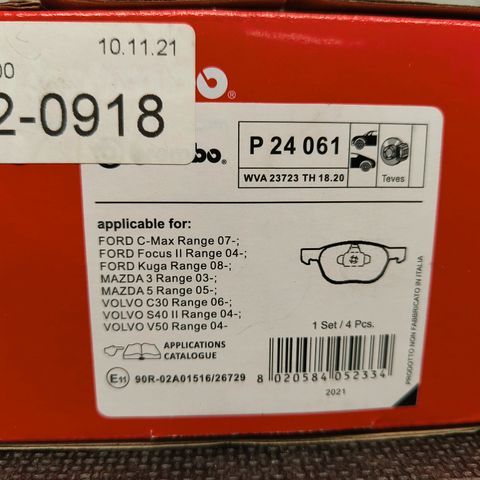 10.11.21
00
2-0918
bo®
bo®
P 24 061
WVA 23723 TH 18.20
Teves
applicable for:
FORD C-Max Range 07-;
FORD Focus II Range 04-;
FORD Kuga Range 08-;
MAZDA 3 Range 03-;
MAZDA 5 Range 05-;
VOLVO C30 Range 06-;
VOLVO S40 II Range 04-;
VOLVO V50 Range 04-
1 Set / 4 Pcs.
APPLICATIONS
CATALOGUE
E11 90R-02A01516/26729
8 020584 052334
2021
PRODOTTO NON FABBRICATO IN ITALIA